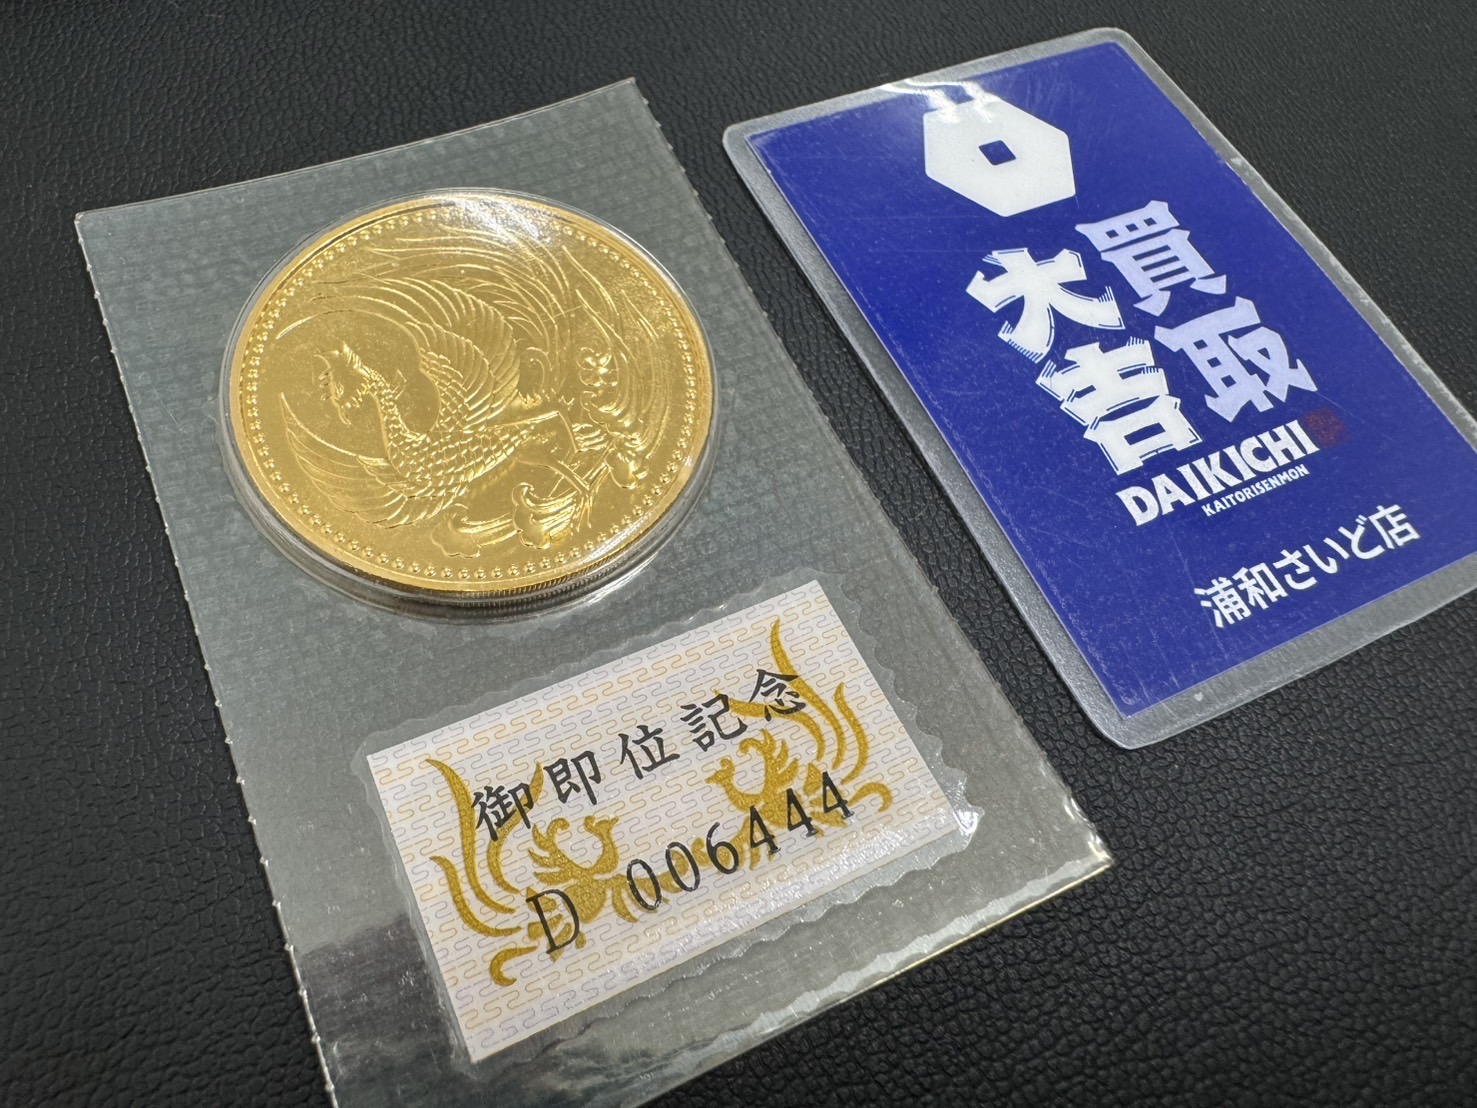 御即位記念
D 006444
買取
大吉
DAIKICHI
KAITORISENMON
浦和さいど店